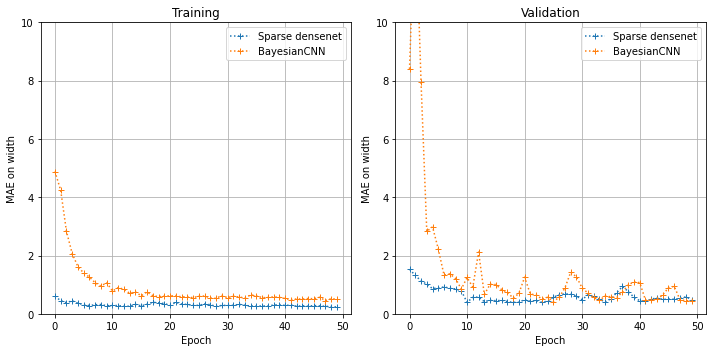 Training
Sparse densenet
BayesianCNN
MAE on width
10
8
6
4
2
0
0 10 20 30 40 50
Epoch
Validation
Sparse densenet
BayesianCNN
MAE on width
10
8
6
4
2
0
0 10 20 30 40 50
Epoch